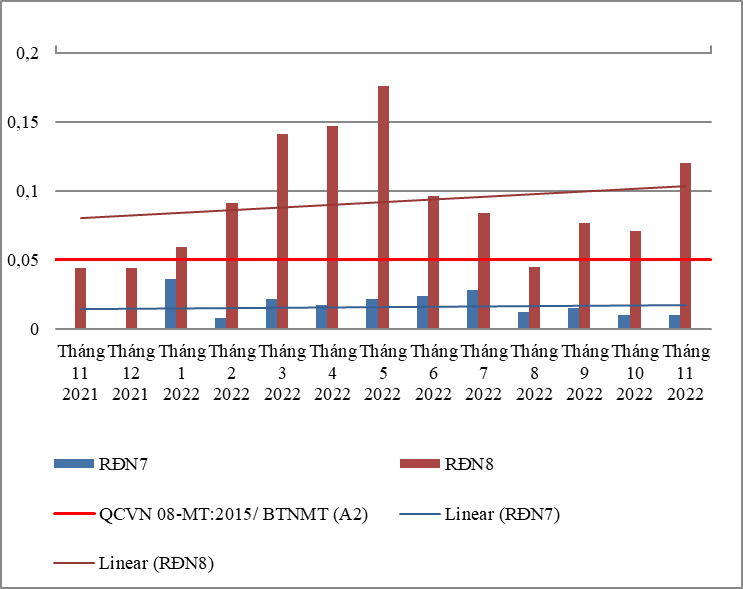 0,2
0,15
0,1
0,05
0
Tháng Tháng Tháng Tháng Tháng Tháng Tháng Tháng Tháng Tháng Tháng Tháng Tháng
11 12 1 2 3 4 5 6 7 8 9 10 11
2021 2021 2022 2022 2022 2022 2022 2022 2022 2022 2022 2022 2022
RĐN7 RĐN8
QCVN 08-MT:2015/ BTNMT (A2) Linear (RĐN7)
Linear (RĐN8)